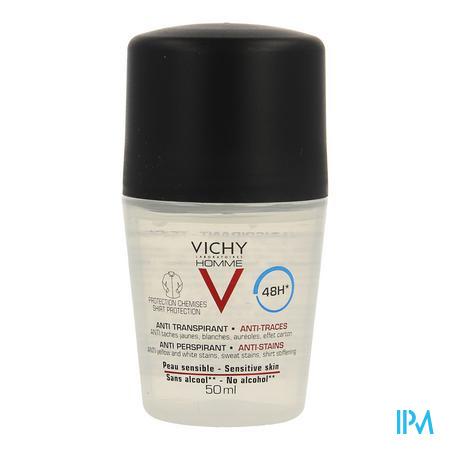 VICHY
LABORATOIRES
HOMME
48H*
PROTECTION CHEMISES
SHIRT PROTECTION
ANTI TRANSPIRANT • ANTI-TRACES
Anti taches jaunes, blanches, auréoles, effet carton
ANTI PERSPIRANT • ANTI-STAINS
Anti yellow and white stains, sweat stains, shirt stiffening
Peau sensible - Sensitive skin
Sans alcool** - No alcohol**
50 ml
IPM